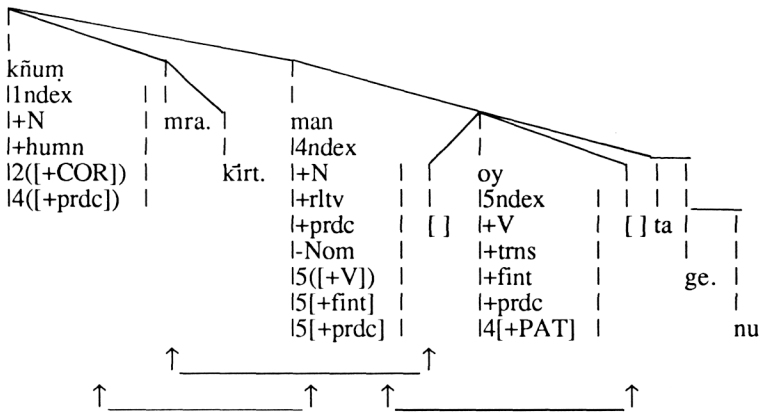 kñuṃ
|1ndex | |
|+N | mra. man
|+humn | |4ndex
|2([+COR]) | kīrt. |+N | | oy
|4([+prdc]) | |+rltv | | |5ndex | | | |
|+prdc | [ ] |+V | [ ] ta |
|-Nom | |+trns | |
|5([+V]) | |+fint | ge. |
|5[+fint] | |+prdc | |
|5[+prdc] | |4[+PAT] | nu
↑ ↑
↑ ↑ ↑ ↑